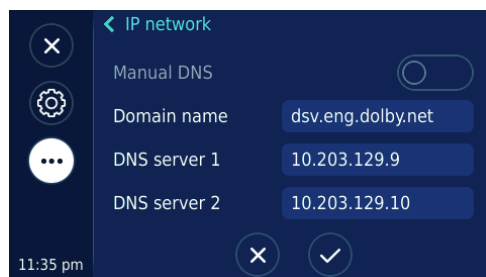 IP network
Manual DNS
Domain name dsv.eng.dolby.net
DNS server 1 10.203.129.9
DNS server 2 10.203.129.10
11:35 pm